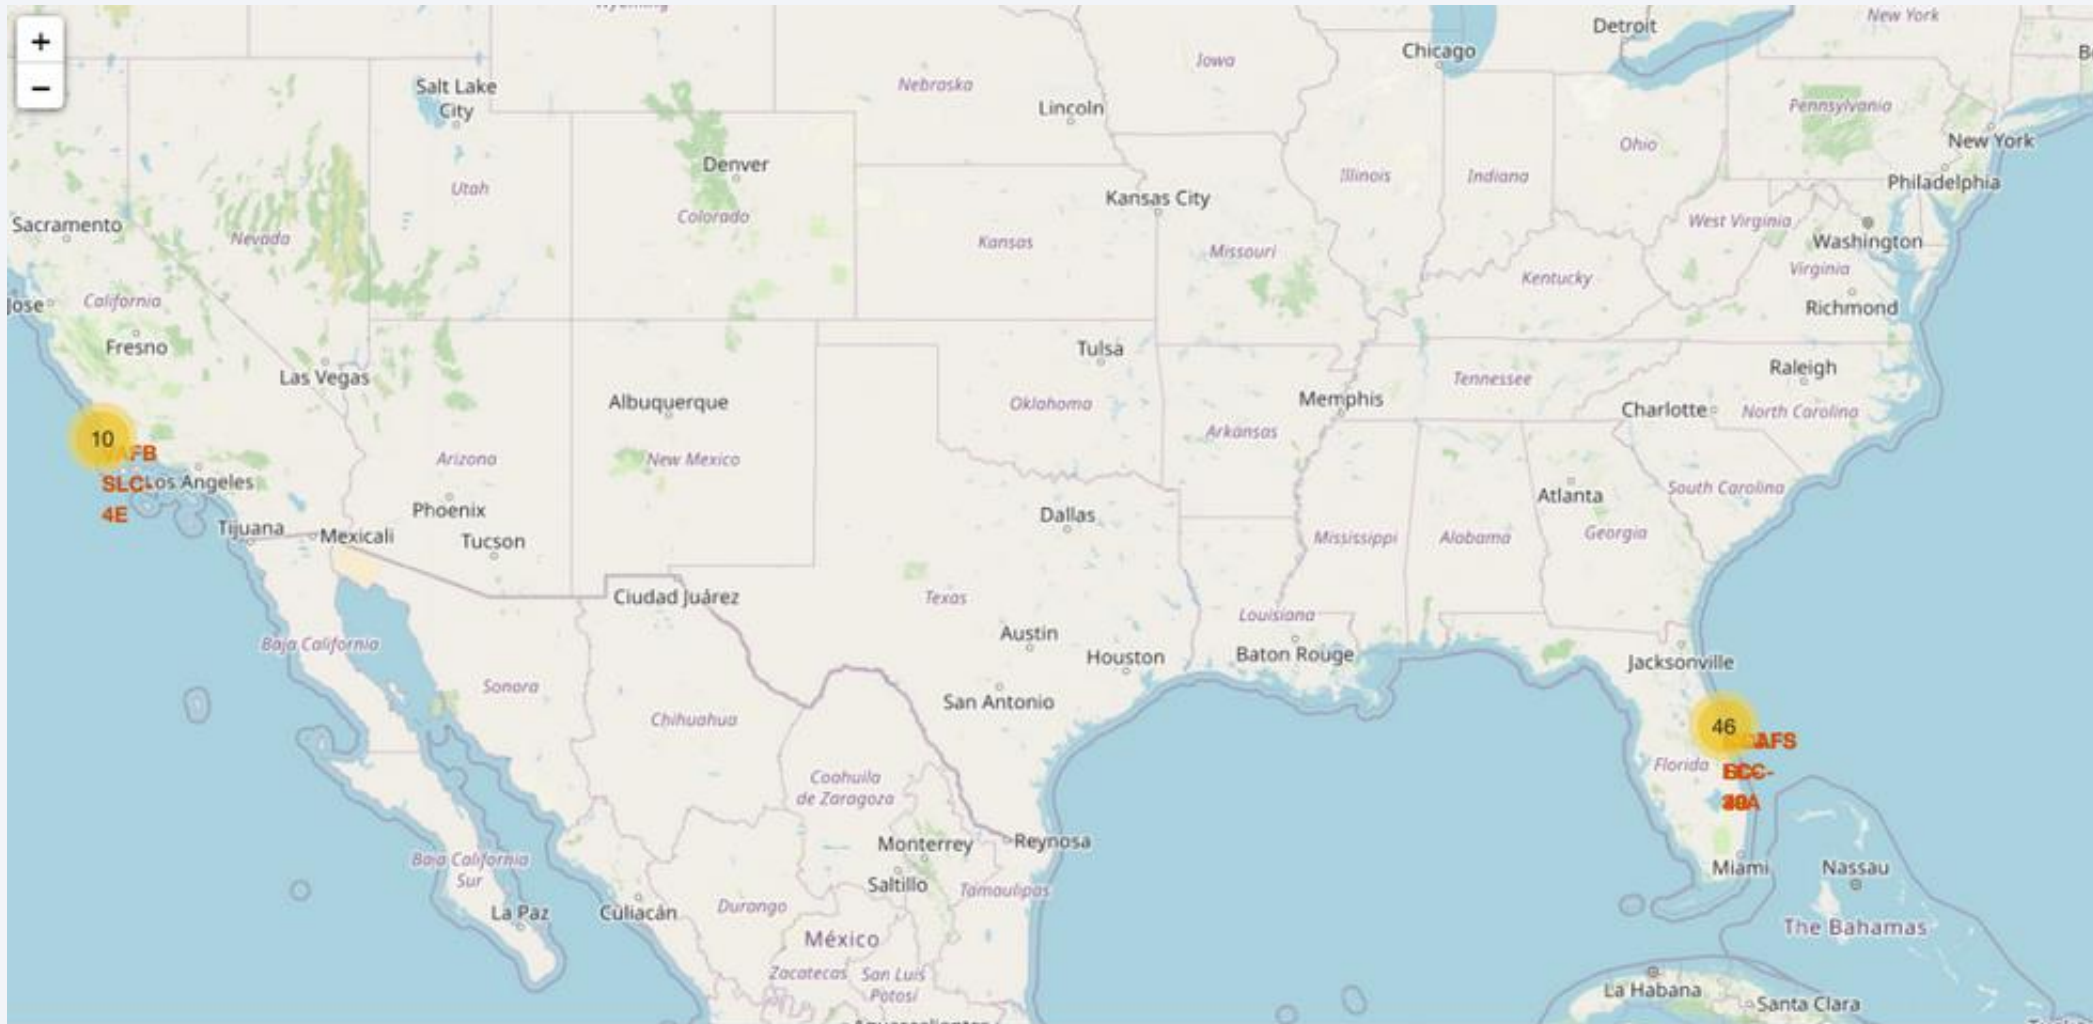 Wyoming
+
−
Salt Lake
City
Nebraska
Lincoln
Iowa
Chicago
Detroit
New York
Pennsylvania
New York
Philadelphia
Denver
Colorado
Utah
Nevada
Sacramento
California
Jose
Fresno
Las Vegas
Kansas City
Kansas
Missouri
Illinois
Indiana
Ohio
West Virginia
Washington
Virginia
Richmond
Kentucky
Tulsa
Oklahoma
Albuquerque
New Mexico
Arizona
Phoenix
Tucson
10
VAFB
SLC-
4E
Los Angeles
Tijuana
Mexicali
Memphis
Tennessee
Arkansas
Charlotte
Raleigh
North Carolina
South Carolina
Atlanta
Georgia
Alabama
Mississippi
Dallas
Texas
Ciudad Juárez
Austin
Houston
San Antonio
Louisiana
Baton Rouge
Jacksonville
46
Florida
Miami
Nassau
The Bahamas
La Habana
Santa Clara
Baja California
Sonora
Chihuahua
Coahuila
de Zaragoza
Monterrey
Reynosa
Saltillo
Tamaulipas
Baja California
Sur
La Paz
Culiacán
Durango
México
Zacatecas
San Luis
Potosí